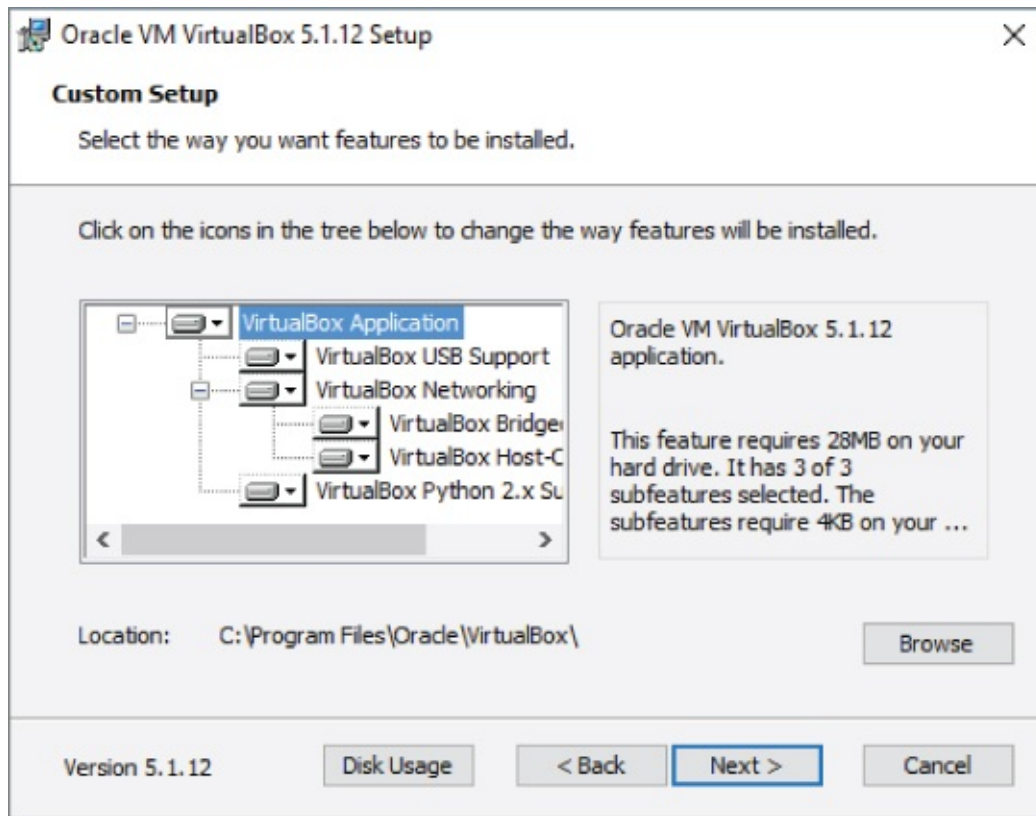 Oracle VM VirtualBox 5.1.12 Setup
Custom Setup
Select the way you want features to be installed.
Click on the icons in the tree below to change the way features will be installed.
VirtualBox Application
VirtualBox USB Support
VirtualBox Networking
VirtualBox Bridge
VirtualBox Host-C
VirtualBox Python 2.x Su
Oracle VM VirtualBox 5.1.12
application.
This feature requires 28MB on your
hard drive. It has 3 of 3
subfeatures selected. The
subfeatures require 4KB on your ...
Location: C:\Program Files\Oracle\VirtualBox\
Browse
Version 5.1.12
Disk Usage
< Back
Next >
Cancel